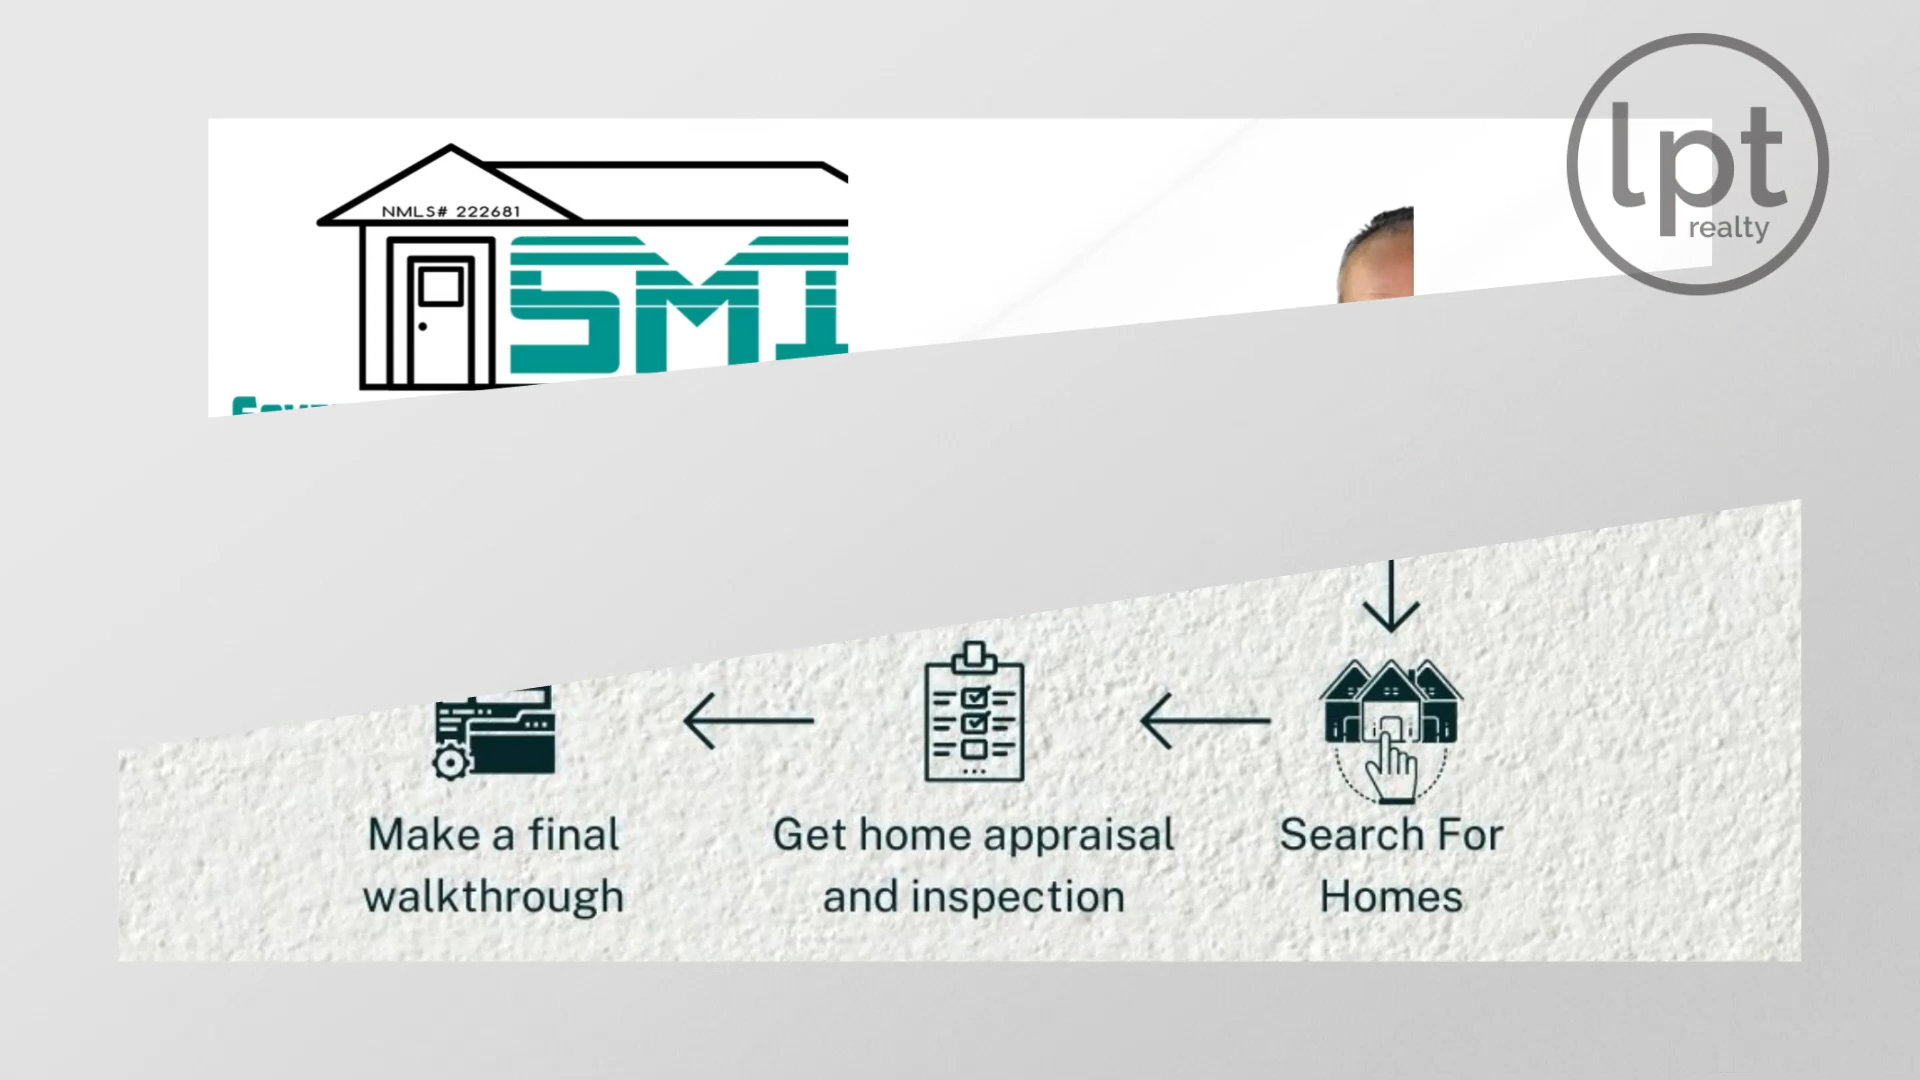 lpt
realty
NMLS# 222681
SMI
Make a final
walkthrough
Get home appraisal
and inspection
Search For
Homes